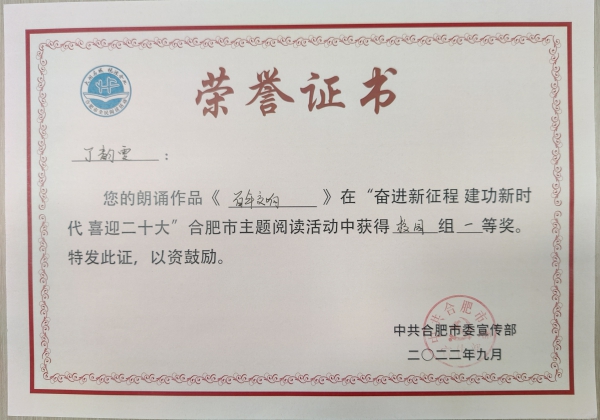 荣誉证书
丁韵雯：
您的朗诵作品《百年交响》在“奋进新征程 建功新时
代 喜迎二十大”合肥市主题阅读活动中获得 校园 组 一 等奖。
特发此证，以资鼓励。
中共合肥市委宣传部
二〇二二年九月